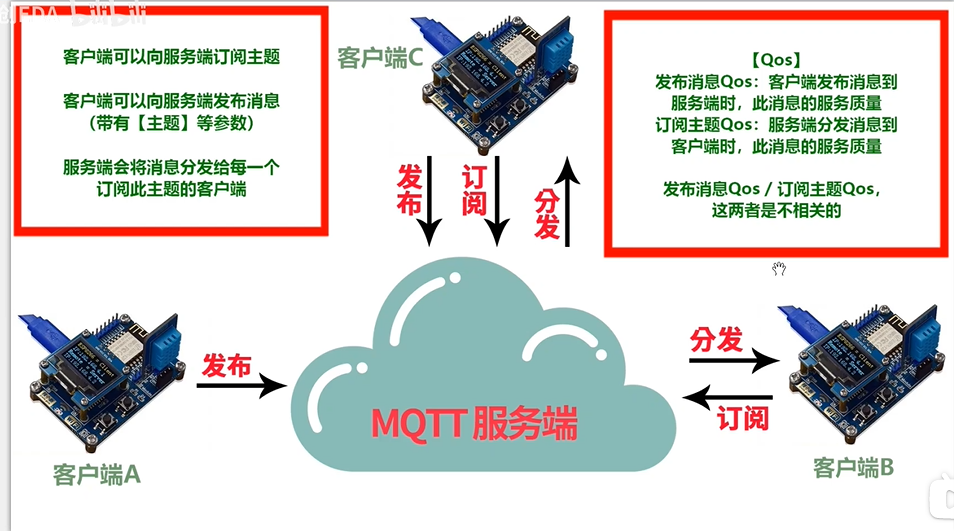 bilibili
客户端可以向服务端订阅主题
客户端可以向服务端发布消息
（带有【主题】等参数）
服务端会将消息分发给每一个
订阅此主题的客户端
客户端C
【Qos】
发布消息Qos：客户端发布消息到
服务端时，此消息的服务质量
订阅主题Qos：服务端分发消息到
客户端时，此消息的服务质量
发布消息Qos / 订阅主题Qos，
这两者是不相关的
发布
订阅
分发
发布
MQTT 服务端
分发
订阅
客户端A
客户端B